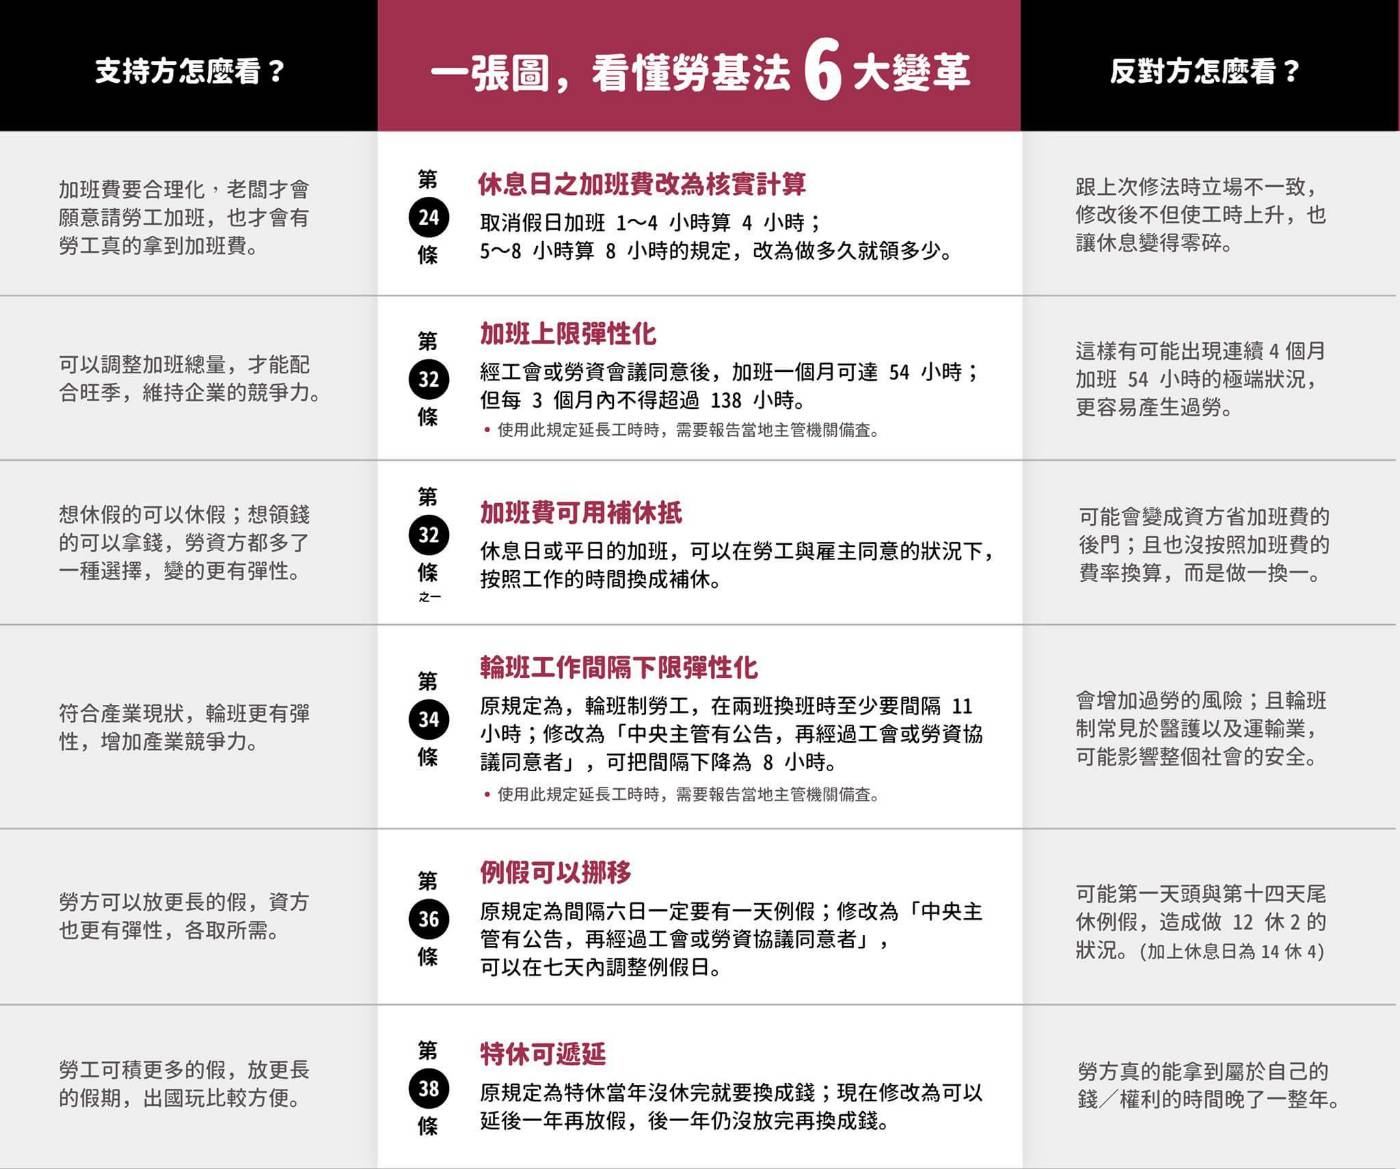 支持方怎麼看？
一張圖，看懂勞基法 6 大變革
反對方怎麼看？
加班費要合理化，老闆才會
願意請勞工加班，也才會有
勞工真的拿到加班費。
第
24
條
休息日之加班費改為核實計算
取消假日加班 1～4 小時算 4 小時；
5～8 小時算 8 小時的規定，改為做多久就領多少。
跟上次修法時立場不一致，
修改後不但使工時上升，也
讓休息變得零碎。
可以調整加班總量，才能配
合旺季，維持企業的競爭力。
第
32
條
加班上限彈性化
經工會或勞資會議同意後，加班一個月可達 54 小時；
但每 3 個月內不得超過 138 小時。
• 使用此規定延長工時時，需要報告當地主管機關備查。
這樣有可能出現連續 4 個月
加班 54 小時的極端狀況，
更容易產生過勞。
想休假的可以休假；想領錢
的可以拿錢，勞資方都多了
一種選擇，變的更有彈性。
第
32
條
之一
加班費可用補休抵
休息日或平日的加班，可以在勞工與雇主同意的狀況下，
按照工作的時間換成補休。
可能會變成資方省加班費的
後門；且也沒按照加班費的
費率換算，而是做一換一。
符合產業現狀，輪班更有彈
性，增加產業競爭力。
第
34
條
輪班工作間隔下限彈性化
原規定為，輪班制勞工，在兩班換班時至少要間隔 11
小時；修改為「中央主管有公告，再經過工會或勞資協
議同意者」，可把間隔下降為 8 小時。
• 使用此規定延長工時時，需要報告當地主管機關備查。
會增加過勞的風險；且輪班
制常見於醫護以及運輸業，
可能影響整個社會的安全。
勞方可以放更長的假，資方
也更有彈性，各取所需。
第
36
條
例假可以挪移
原規定為間隔六日一定要有一天例假；修改為「中央主
管有公告，再經過工會或勞資協議同意者」，
可以在七天內調整例假日。
可能第一天頭與第十四天尾
休例假，造成做 12 休 2 的
狀況。(加上休息日為 14 休 4)
勞工可積更多的假，放更長
的假期，出國玩比較方便。
第
38
條
特休可遞延
原規定為特休當年沒休完就要換成錢；現在修改為可以
延後一年再放假，後一年仍沒放完再換成錢。
勞方真的能拿到屬於自己的
錢／權利的時間晚了一整年。